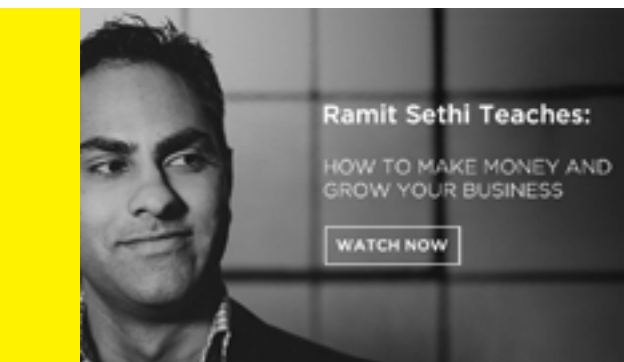 Ramit Sethi Teaches:
HOW TO MAKE MONEY AND
GROW YOUR BUSINESS
WATCH NOW